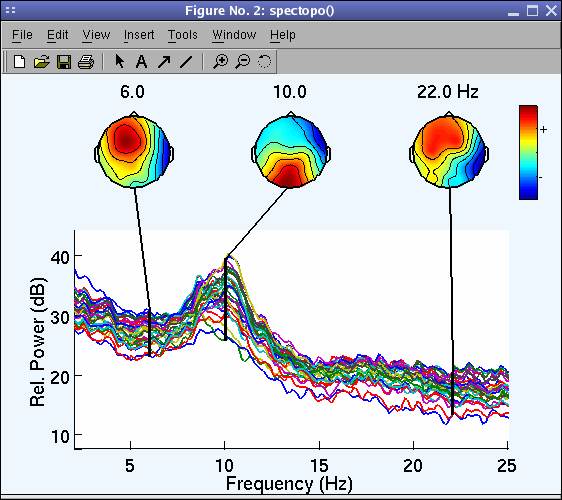 Figure No. 2: spectopo()
File Edit View Insert Tools Window Help
A
6.0 10.0 22.0 Hz
+
-
40
30
20
10
Rel. Power (dB)
5 10 15 20 25
Frequency (Hz)